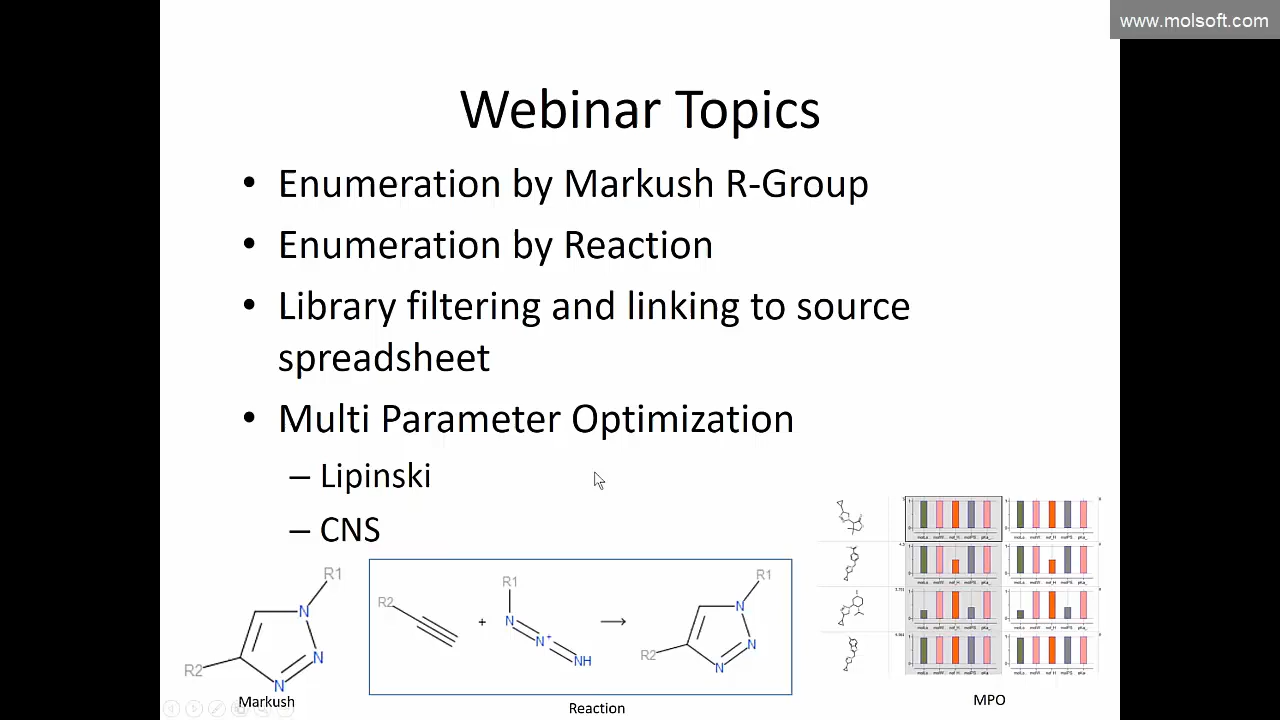 www.molsoft.com
Webinar Topics
• Enumeration by Markush R-Group
• Enumeration by Reaction
• Library filtering and linking to source
spreadsheet
• Multi Parameter Optimization
– Lipinski
– CNS
R1
N
N
N
R2
Markush
R2
+
R1
N
N+
NH
R1
N
N
N
R2
Reaction
MPO